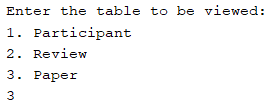 Enter the table to be viewed:
1. Participant
2. Review
3. Paper
3